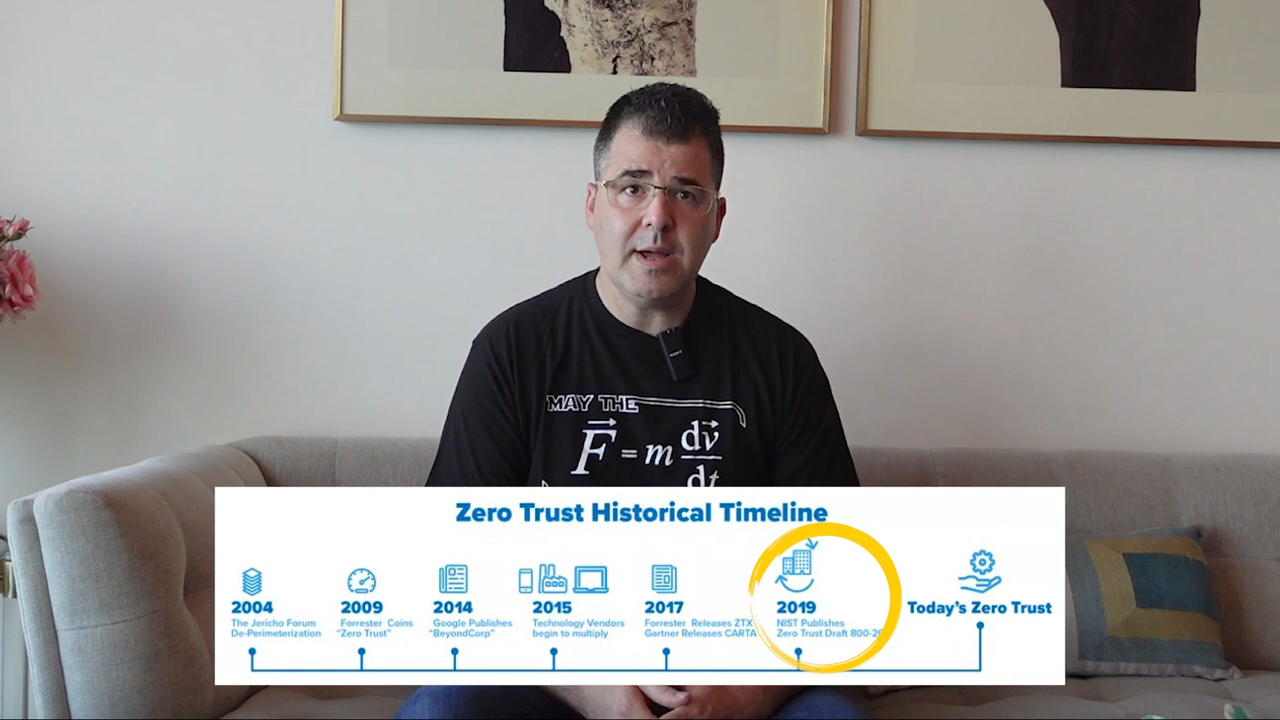 MAY THE
F = m dv
dt
Zero Trust Historical Timeline
2004
The Jericho Forum
De-Perimeterization
2009
Forrester Coins
"Zero Trust"
2014
Google Publishes
"BeyondCorp"
2015
Technology Vendors
begin to multiply
2017
Forrester Releases ZTX
Gartner Releases CARTA
2019
NIST Publishes
Zero Trust Draft
Today's Zero Trust